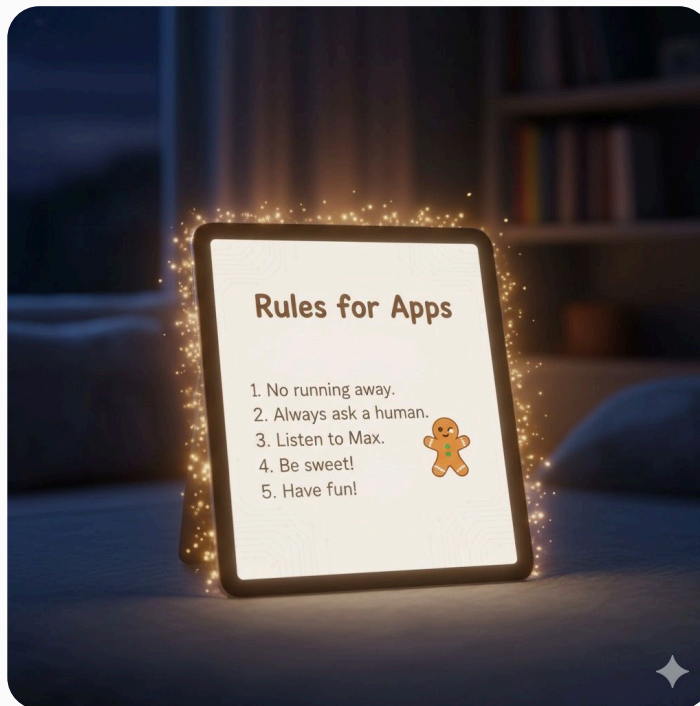 Rules for Apps
1. No running away.
2. Always ask a human.
3. Listen to Max.
4. Be sweet!
5. Have fun!